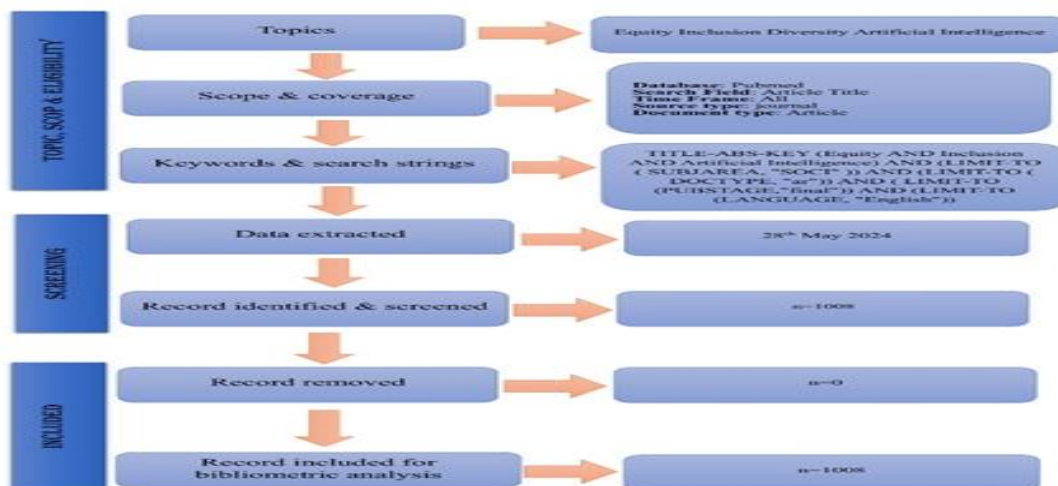 TOPIC, SCOP & ELIGIBILITY
Topics
Equity Inclusion Diversity Artificial Intelligence
Scope & coverage
Database: Pubmed
Search Field: Article Title
Time Frame: All
Source type: journal
Document type: Article
Keywords & search strings
TITLE-ABS-KEY (Equity AND Inclusion
AND Artificial Intelligence) AND (LIMIT-TO
( SUBJAREA, "SOCI" )) AND (LIMIT-TO (
DOCTYPE, "ar")) AND ( LIMIT-TO
(PUBSTAGE,"final")) AND (LIMIT-TO
(LANGUAGE, "English"))
SCREENING
Data extracted
28th May 2024
Record identified & screened
n=1008
INCLUDED
Record removed
n=0
Record included for
bibliometric analysis
n=1008